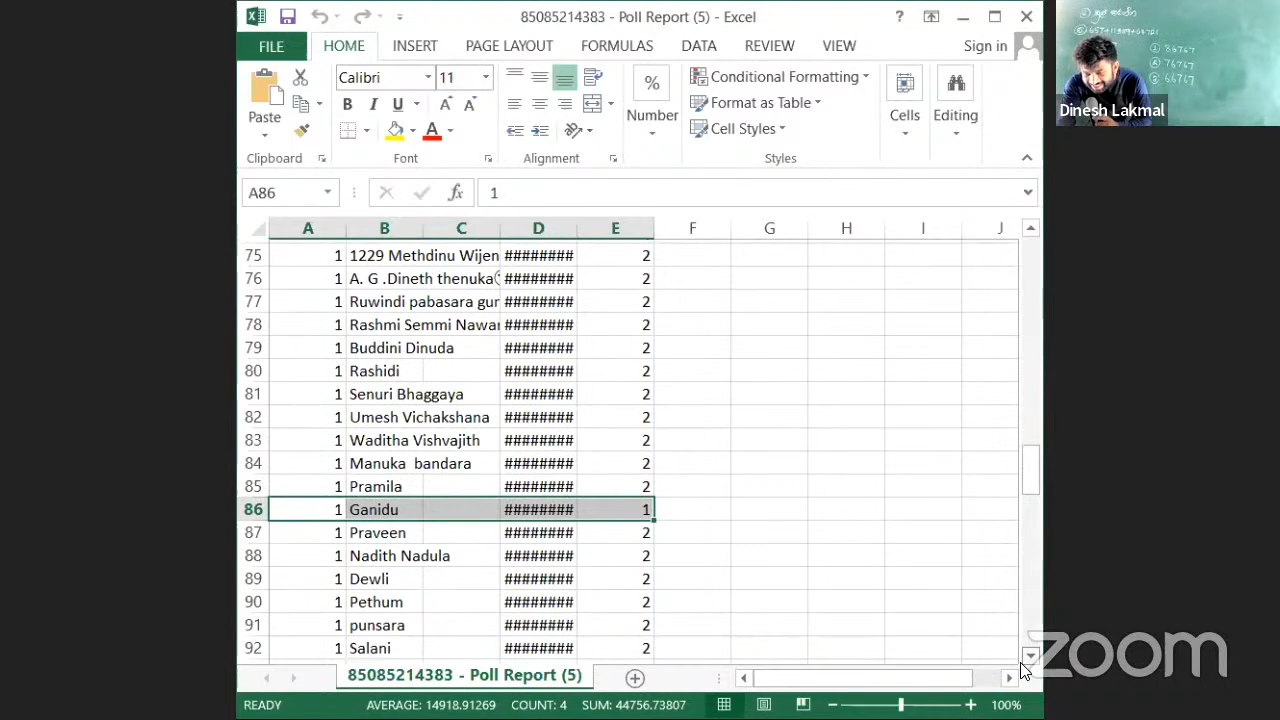 85085214383 - Poll Report (5) - Excel
FILE HOME INSERT PAGE LAYOUT FORMULAS DATA REVIEW VIEW Sign in
Calibri 11
Paste
B I U
% Number
Conditional Formatting
Format as Table
Cell Styles
Cells
Editing
Clipboard Font Alignment Styles
A86 fx 1
A B C D E F G H I J
75 1 1229 Methdinu Wijen ######## 2
76 1 A. G .Dineth thenuka ######## 2
77 1 Ruwindi pabasara gur ######## 2
78 1 Rashmi Semmi Nawar ######## 2
79 1 Buddini Dinuda ######## 2
80 1 Rashidi ######## 2
81 1 Senuri Bhaggaya ######## 2
82 1 Umesh Vichakshana ######## 2
83 1 Waditha Vishvajith ######## 2
84 1 Manuka  bandara ######## 2
85 1 Pramila ######## 2
86 1 Ganidu ######## 1
87 1 Praveen ######## 2
88 1 Nadith Nadula ######## 2
89 1 Dewli ######## 2
90 1 Pethum ######## 2
91 1 punsara ######## 2
92 1 Salani ######## 2
85085214383 - Poll Report (5)
READY AVERAGE: 14918.91269 COUNT: 4 SUM: 44756.73807 100%
86767
76767
66767
Dinesh Lakmal
zoom